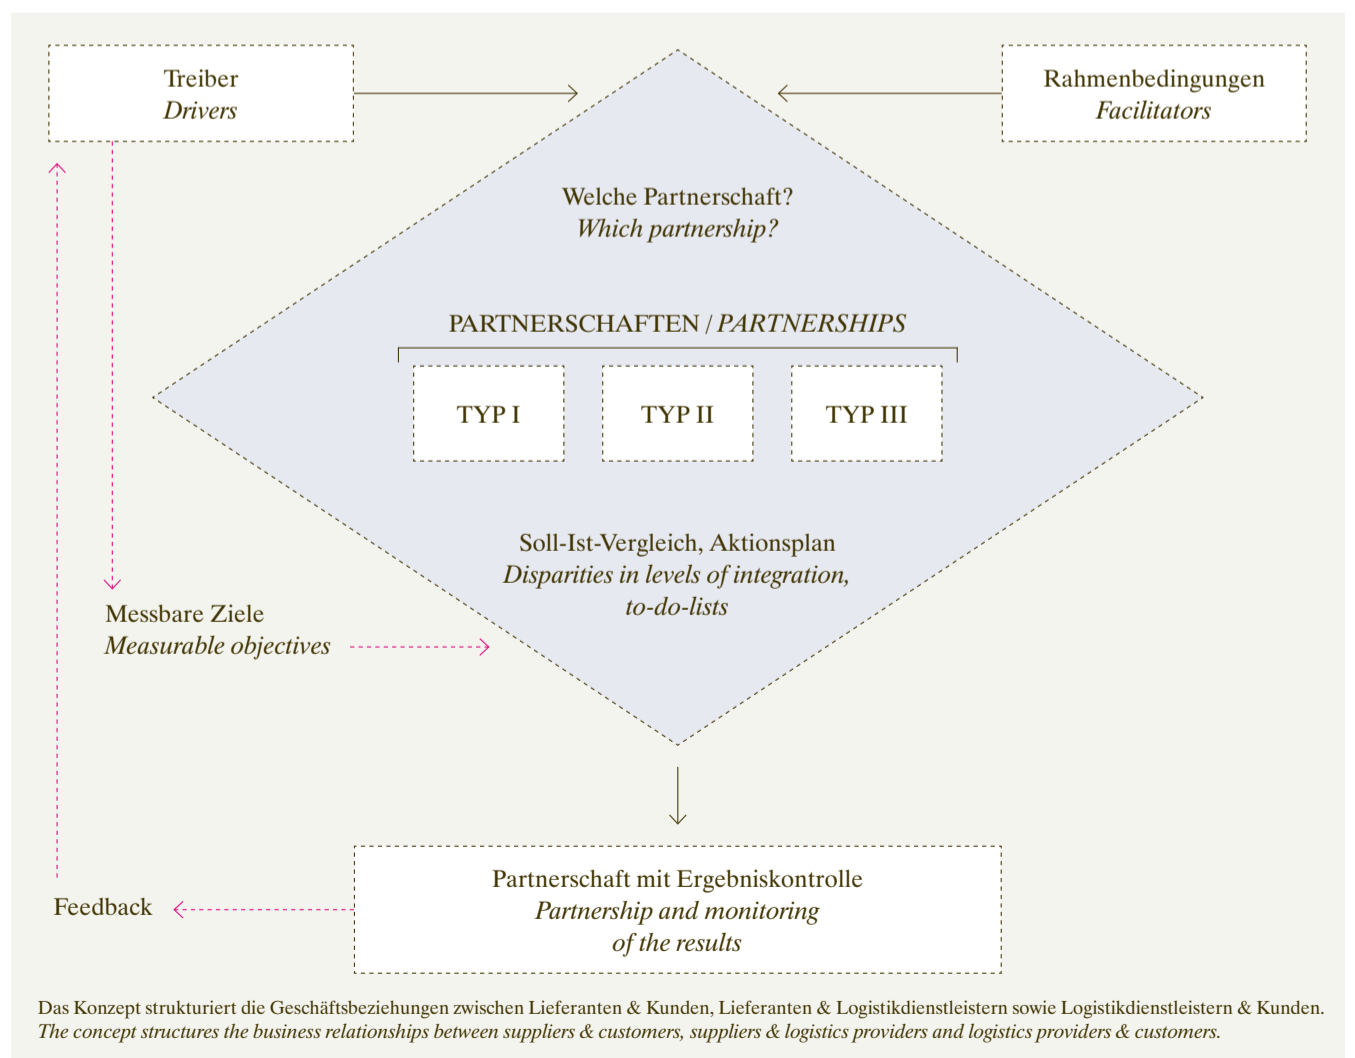 Treiber
Drivers
Rahmenbedingungen
Facilitators
Welche Partnerschaft?
Which partnership?
PARTNERSCHAFTEN / PARTNERSHIPS
TYP I
TYP II
TYP III
Soll-Ist-Vergleich, Aktionsplan
Disparities in levels of integration,
to-do-lists
Messbare Ziele
Measurable objectives
Partnerschaft mit Ergebniskontrolle
Partnership and monitoring
of the results
Feedback
Das Konzept strukturiert die Geschäftsbeziehungen zwischen Lieferanten & Kunden, Lieferanten & Logistikdienstleistern sowie Logistikdienstleistern & Kunden.
The concept structures the business relationships between suppliers & customers, suppliers & logistics providers and logistics providers & customers.